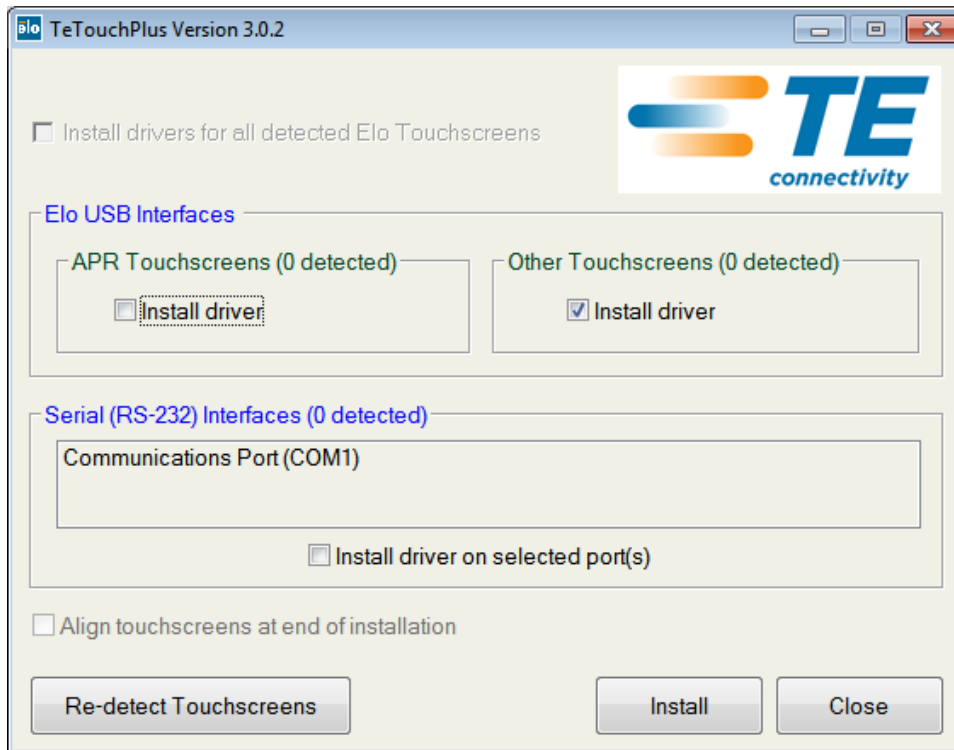 elo TeTouchPlus Version 3.0.2
Install drivers for all detected Elo Touchscreens
TE
connectivity
Elo USB Interfaces
APR Touchscreens (0 detected)
Other Touchscreens (0 detected)
Install driver
Install driver
Serial (RS-232) Interfaces (0 detected)
Communications Port (COM1)
Install driver on selected port(s)
Align touchscreens at end of installation
Re-detect Touchscreens
Install
Close